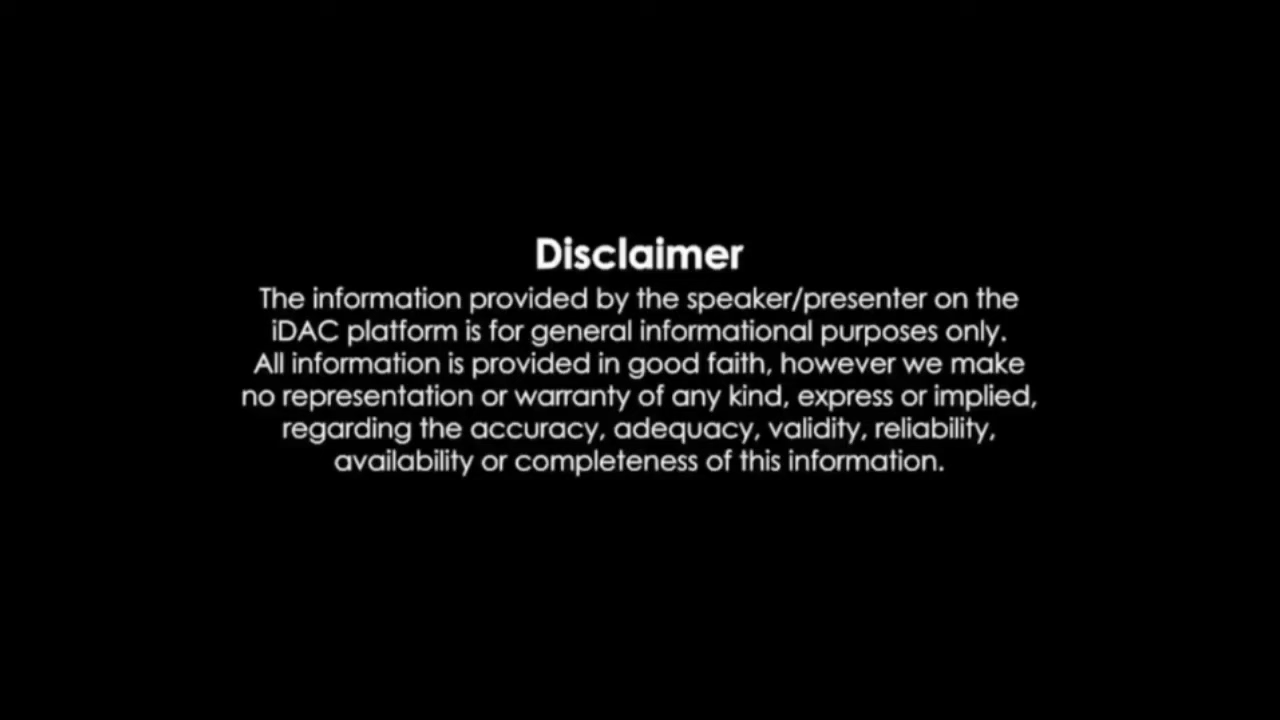 Disclaimer
The information provided by the speaker/presenter on the
iDAC platform is for general informational purposes only.
All information is provided in good faith, however we make
no representation or warranty of any kind, express or implied,
regarding the accuracy, adequacy, validity, reliability,
availability or completeness of this information.